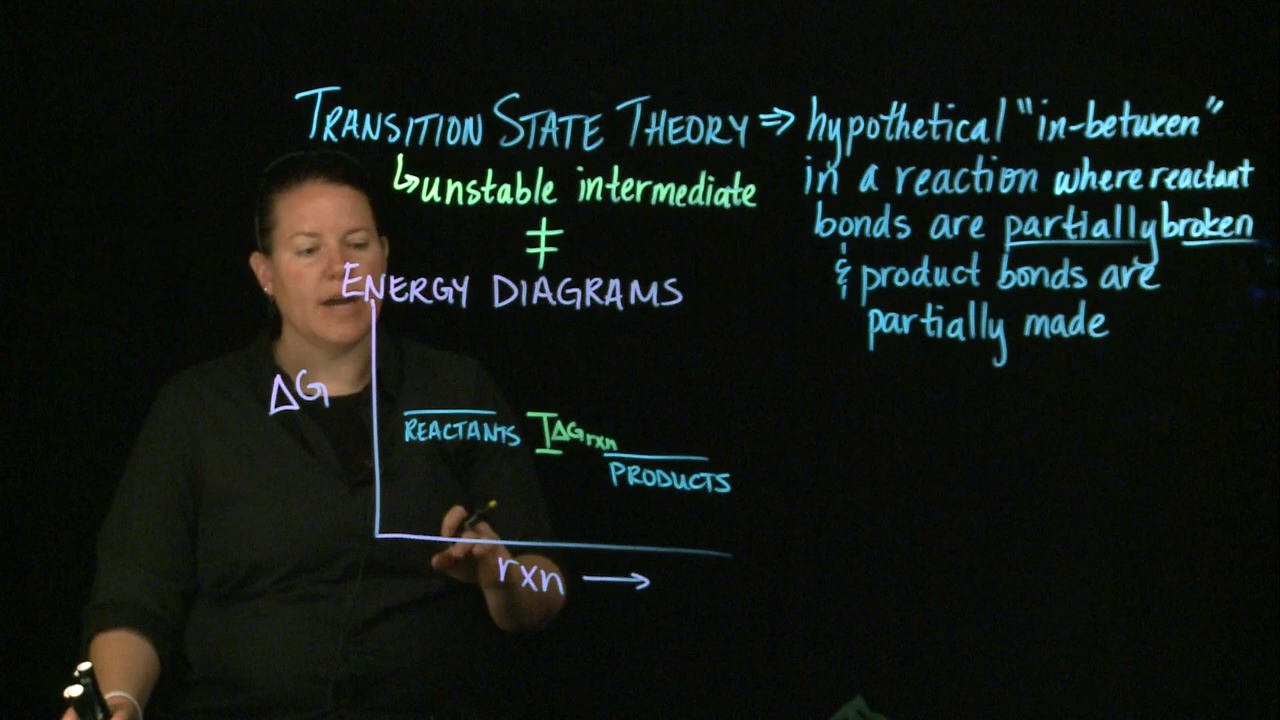 TRANSITION STATE THEORY ⇒ hypothetical "in-between"
in a reaction where reactant
bonds are partially broken
& product bonds are
partially made
↳ unstable intermediate
‡
ENERGY DIAGRAMS
ΔG
REACTANTS
ΔGrxn
PRODUCTS
rxn →